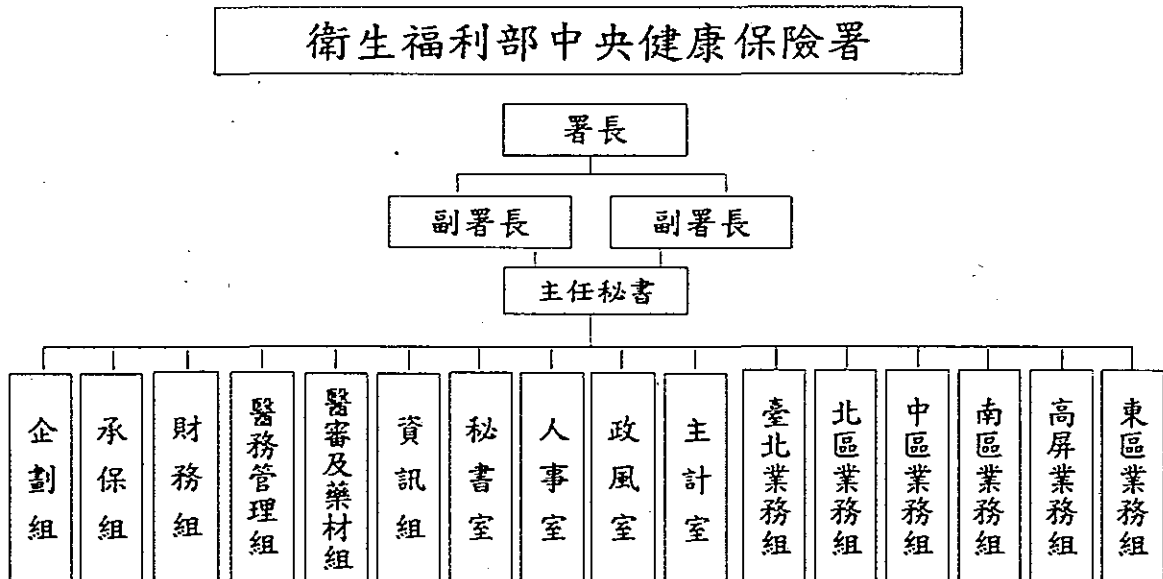 衛生福利部中央健康保險署
署長
副署長
副署長
主任秘書
企劃組
承保組
財務組
醫務管理組
醫審及藥材組
資訊組
秘書室
人事室
政風室
主計室
臺北業務組
北區業務組
中區業務組
南區業務組
高屏業務組
東區業務組